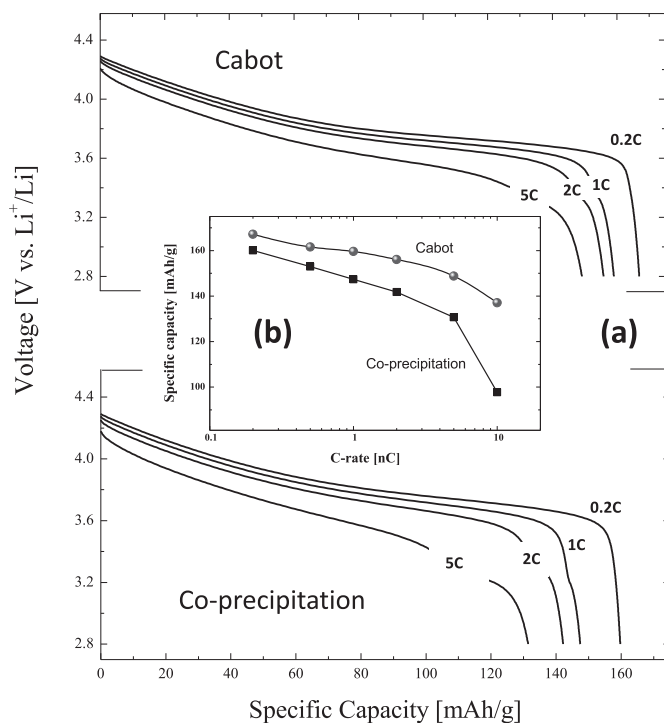 4.4
Cabot
4.0
3.6
0.2C
1C
2C
5C
3.2
2.8
Voltage [V vs. Li⁺/Li]
160
140
120
100
Specific capacity [mAh/g]
Cabot
(b)
Co-precipitation
0.1
1
10
C-rate [nC]
(a)
4.4
4.0
3.6
0.2C
1C
2C
5C
3.2
Co-precipitation
2.8
0 20 40 60 80 100 120 140 160
Specific Capacity [mAh/g]